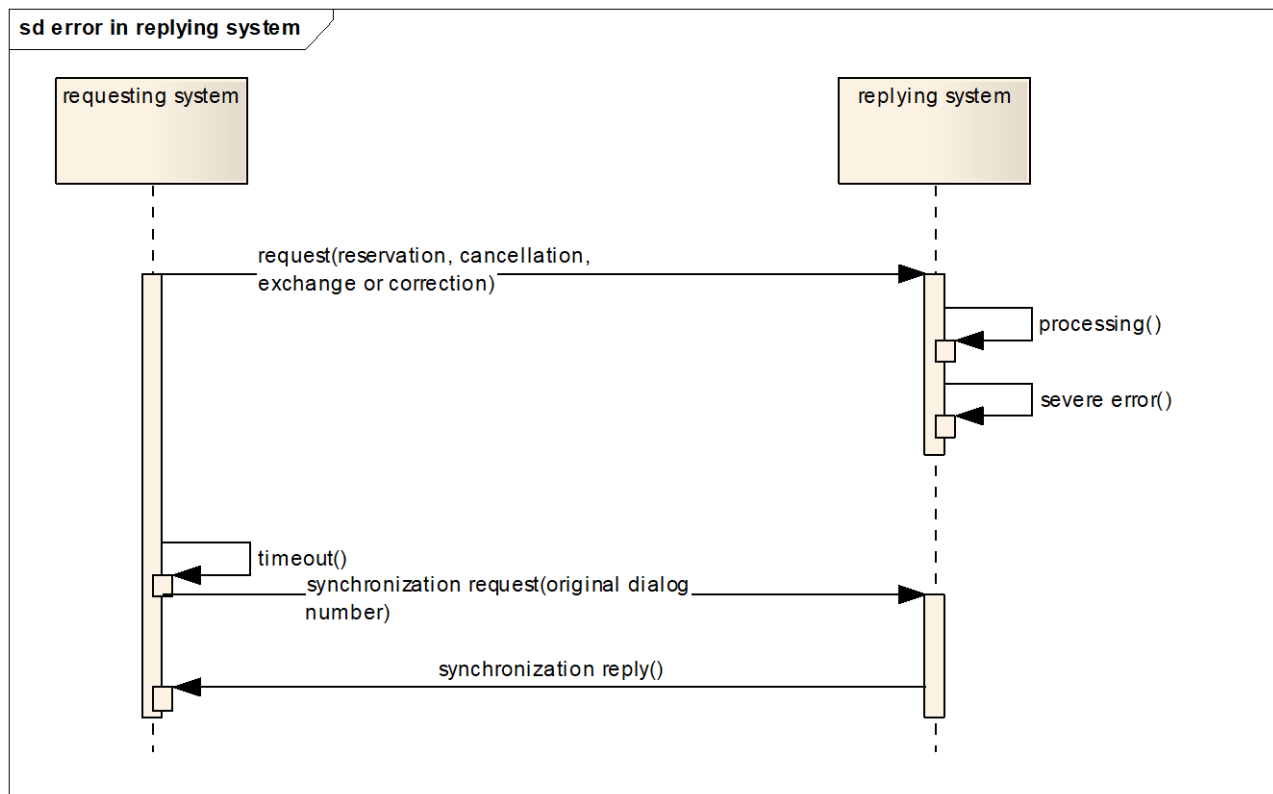 sd error in replying system
requesting system
replying system
request(reservation, cancellation,
exchange or correction)
processing()
severe error()
timeout()
synchronization request(original dialog
number)
synchronization reply()